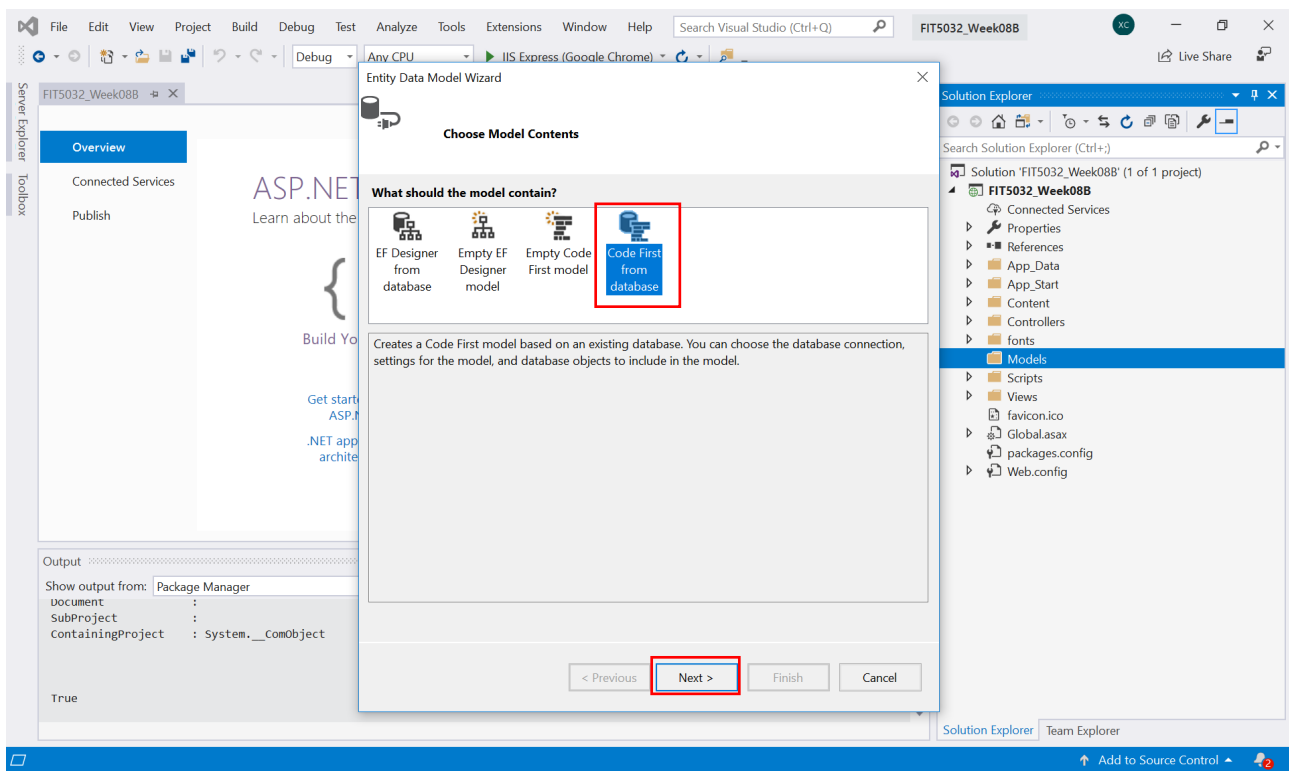 File Edit View Project Build Debug Test Analyze Tools Extensions Window Help Search Visual Studio (Ctrl+Q) FIT5032_Week08B XC
Debug Any CPU IIS Express (Google Chrome) Live Share
Server Explorer
Toolbox
FIT5032_Week08B
Overview
Connected Services
Publish
ASP.NET
Learn about the
{
Build Yo
Get start
ASP.N
.NET app
archite
Output
Show output from: Package Manager
Document :
SubProject :
ContainingProject : System.__ComObject
True
Entity Data Model Wizard
Choose Model Contents
What should the model contain?
EF Designer
from
database
Empty EF
Designer
model
Empty Code
First model
Code First
from
database
Creates a Code First model based on an existing database. You can choose the database connection,
settings for the model, and database objects to include in the model.
< Previous Next > Finish Cancel
Solution Explorer
Search Solution Explorer (Ctrl+;)
Solution 'FIT5032_Week08B' (1 of 1 project)
FIT5032_Week08B
Connected Services
Properties
References
App_Data
App_Start
Content
Controllers
fonts
Models
Scripts
Views
favicon.ico
Global.asax
packages.config
Web.config
Solution Explorer Team Explorer
Add to Source Control 2